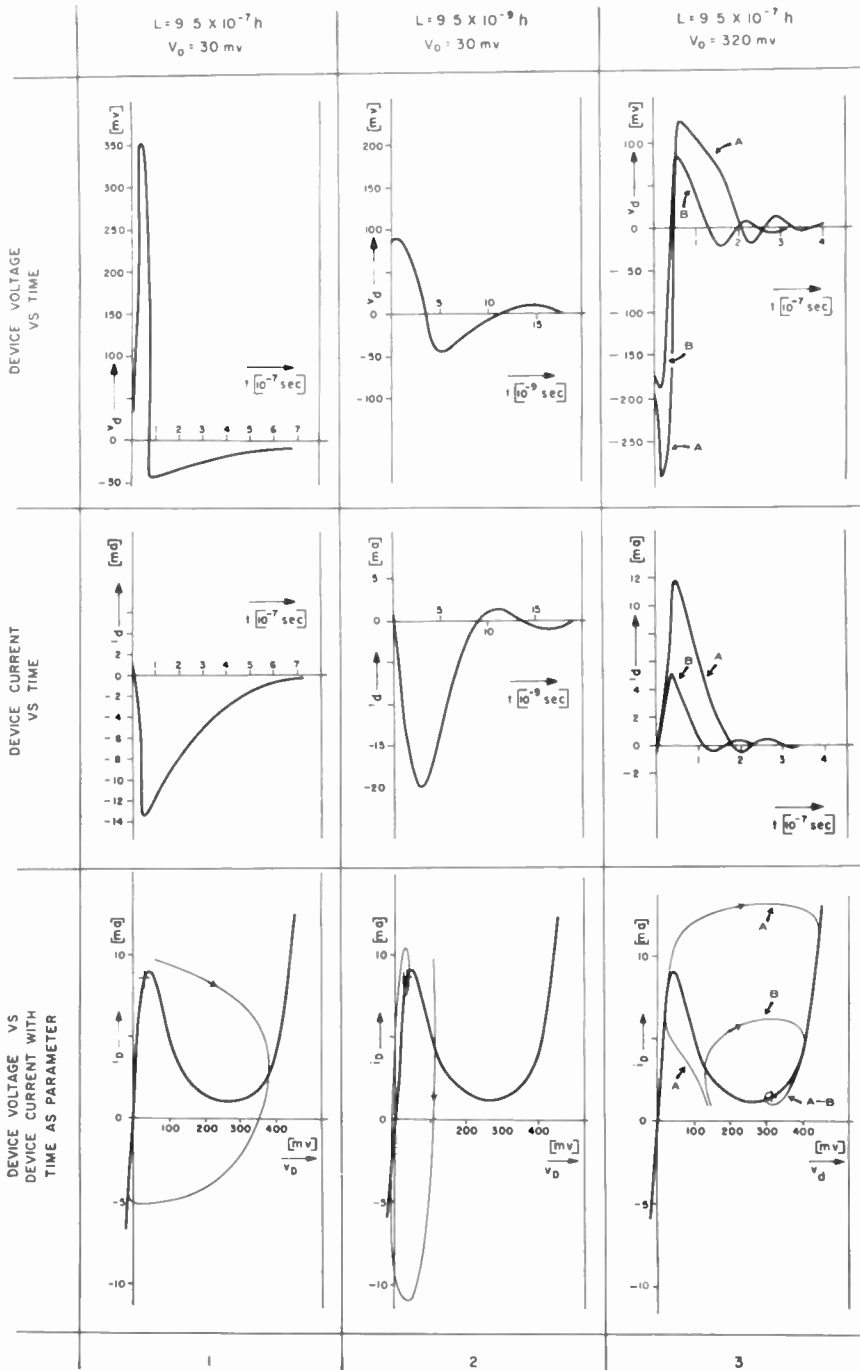 L = 9 5 X 10⁻⁷ h
V₀ = 30 mv
L = 9 5 X 10⁻⁹ h
V₀ = 30 mv
L = 9 5 X 10⁻⁷ h
V₀ = 320 mv
DEVICE VOLTAGE
VS TIME
[mv]
350
300
250
200
150
100
50
0
-50
v_d
1 2 3 4 5 6 7
t [10⁻⁷ sec]
[mv]
200
150
100
50
0
-50
-100
v_d
5 10 15
t [10⁻⁹ sec]
[mv]
100
0
-50
-100
-150
-200
-250
v_d
A
B
1 2 3 4
t [10⁻⁷ sec]
B
A
DEVICE CURRENT
VS TIME
[ma]
i_d
2
0
-2
-4
-6
-8
-10
-12
-14
1 2 3 4 5 6 7
t [10⁻⁷ sec]
[ma]
5
0
-5
-15
-20
i_d
5 10 15
t [10⁻⁹ sec]
[ma]
12
10
8
4
2
0
-2
i_d
B
A
1 2 3 4
t [10⁻⁷ sec]
DEVICE VOLTAGE VS
DEVICE CURRENT WITH
TIME AS PARAMETER
[ma]
10
i_D
5
0
-5
-10
100 200 300 400
[mv]
v_D
[ma]
10
i_D
5
0
-5
-10
100 200 300 400
[mv]
v_D
[ma]
10
i_D
5
0
-5
-10
A
B
A
A-B
100 200 300 400
[mv]
v_d
1
2
3